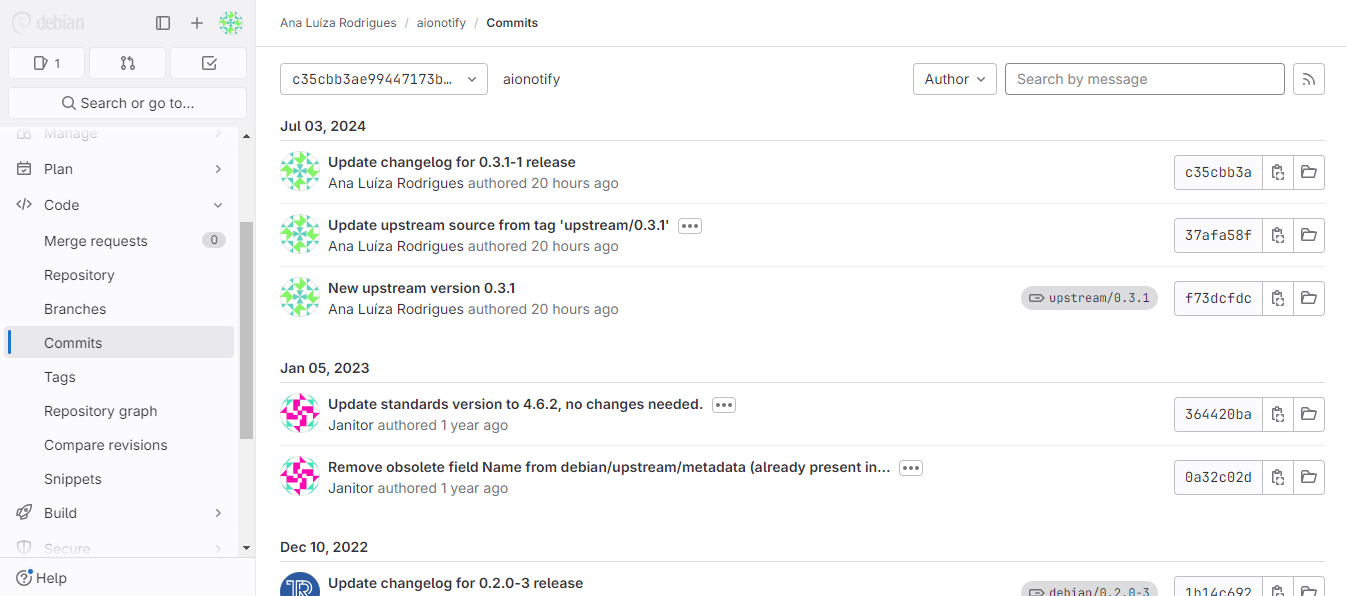 debian
Ana Luíza Rodrigues / aionotify / Commits
1
Search or go to...
Manage
Plan
Code
Merge requests 0
Repository
Branches
Commits
Tags
Repository graph
Compare revisions
Snippets
Build
Secure
Help
c35cbb3ae99447173b… aionotify Author Search by message
Jul 03, 2024
Update changelog for 0.3.1-1 release
Ana Luíza Rodrigues authored 20 hours ago
c35cbb3a
Update upstream source from tag 'upstream/0.3.1'
Ana Luíza Rodrigues authored 20 hours ago
37afa58f
New upstream version 0.3.1
Ana Luíza Rodrigues authored 20 hours ago
upstream/0.3.1 f73dcfdc
Jan 05, 2023
Update standards version to 4.6.2, no changes needed.
Janitor authored 1 year ago
364420ba
Remove obsolete field Name from debian/upstream/metadata (already present in…
Janitor authored 1 year ago
0a32c02d
Dec 10, 2022
Update changelog for 0.2.0-3 release
debian/0.2.0-3 1b14c692